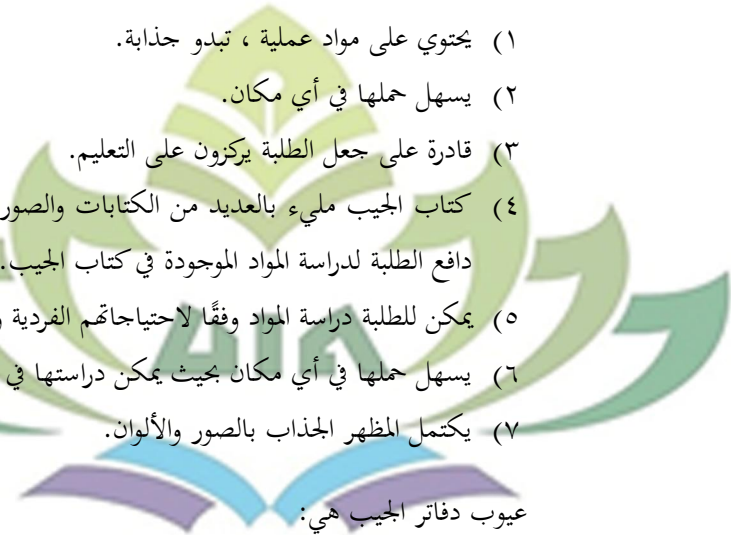 ١) يحتوي على مواد عملية ، تبدو جذابة.
٢) يسهل حملها في أي مكان.
٣) قادرة على جعل الطلبة يركزون على التعليم.
٤) كتاب الجيب مليء بالعديد من الكتابات والصور
دافع الطلبة لدراسة المواد الموجودة في كتاب الجيب.
٥) يمكن للطلبة دراسة المواد وفقًا لاحتياجاتهم الفردية
٦) يسهل حملها في أي مكان بحيث يمكن دراستها في
٧) يكتمل المظهر الجذاب بالصور والألوان.
عيوب دفاتر الجيب هي: